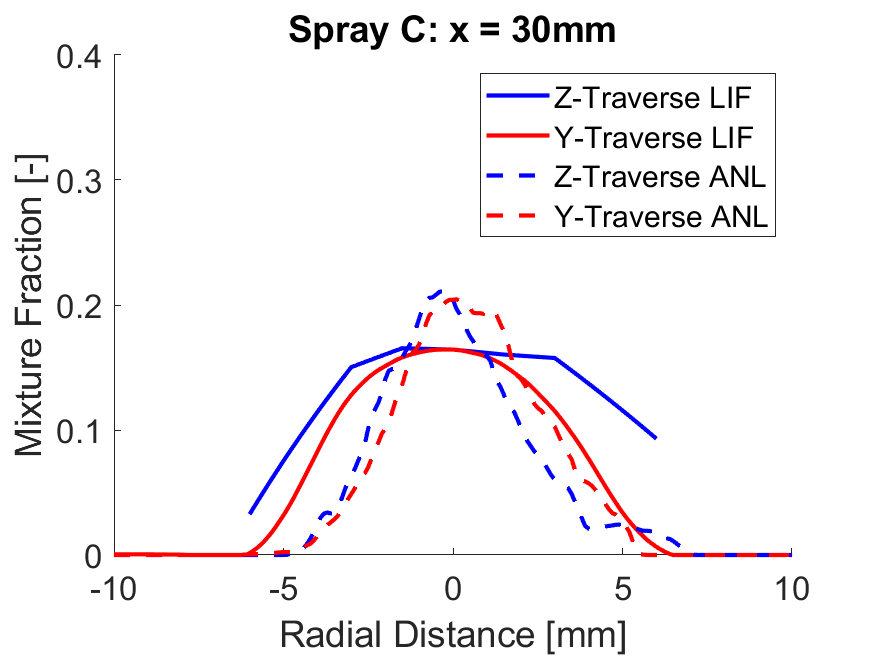 Spray C: x = 30mm
0.4
0.3
0.2
0.1
0
Mixture Fraction [-]
Z-Traverse LIF
Y-Traverse LIF
Z-Traverse ANL
Y-Traverse ANL
-10
-5
0
5
10
Radial Distance [mm]